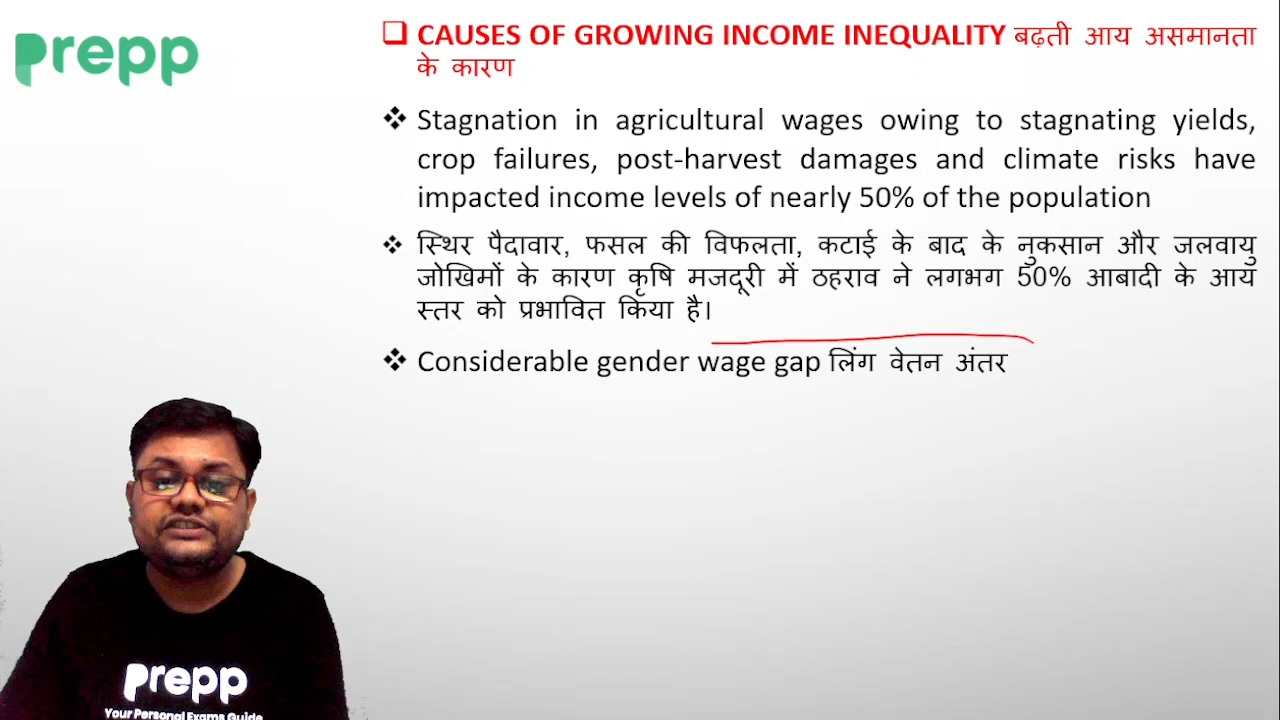 prepp
CAUSES OF GROWING INCOME INEQUALITY बढ़ती आय असमानता
के कारण
Stagnation in agricultural wages owing to stagnating yields,
crop failures, post-harvest damages and climate risks have
impacted income levels of nearly 50% of the population
स्थिर पैदावार, फसल की विफलता, कटाई के बाद के नुकसान और जलवायु
जोखिमों के कारण कृषि मजदूरी में ठहराव ने लगभग 50% आबादी के आय
स्तर को प्रभावित किया है।
Considerable gender wage gap लिंग वेतन अंतर
prepp
Your Personal Exams Guide